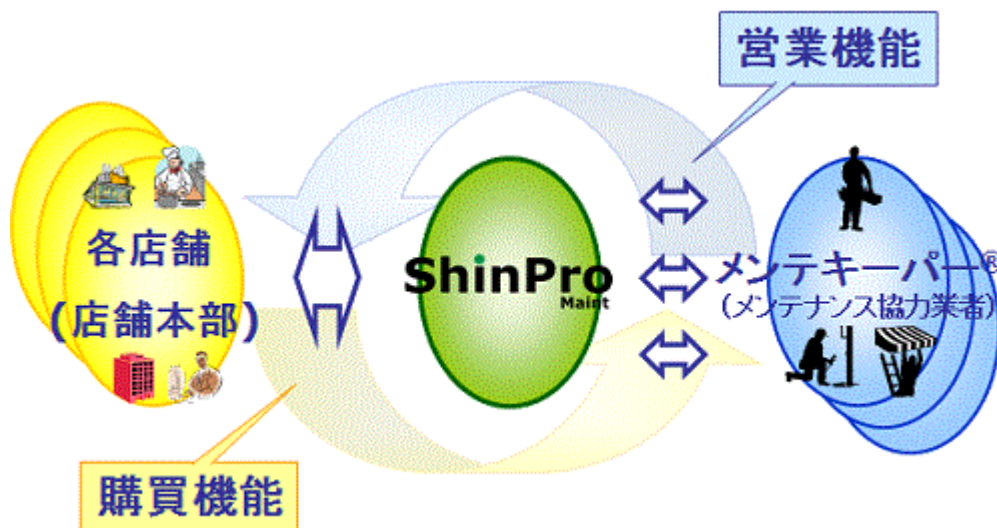 営業機能
各店舗
(店舗本部)
ShinPro
Maint
メンテキーパー®
(メンテナンス協力業者)
購買機能